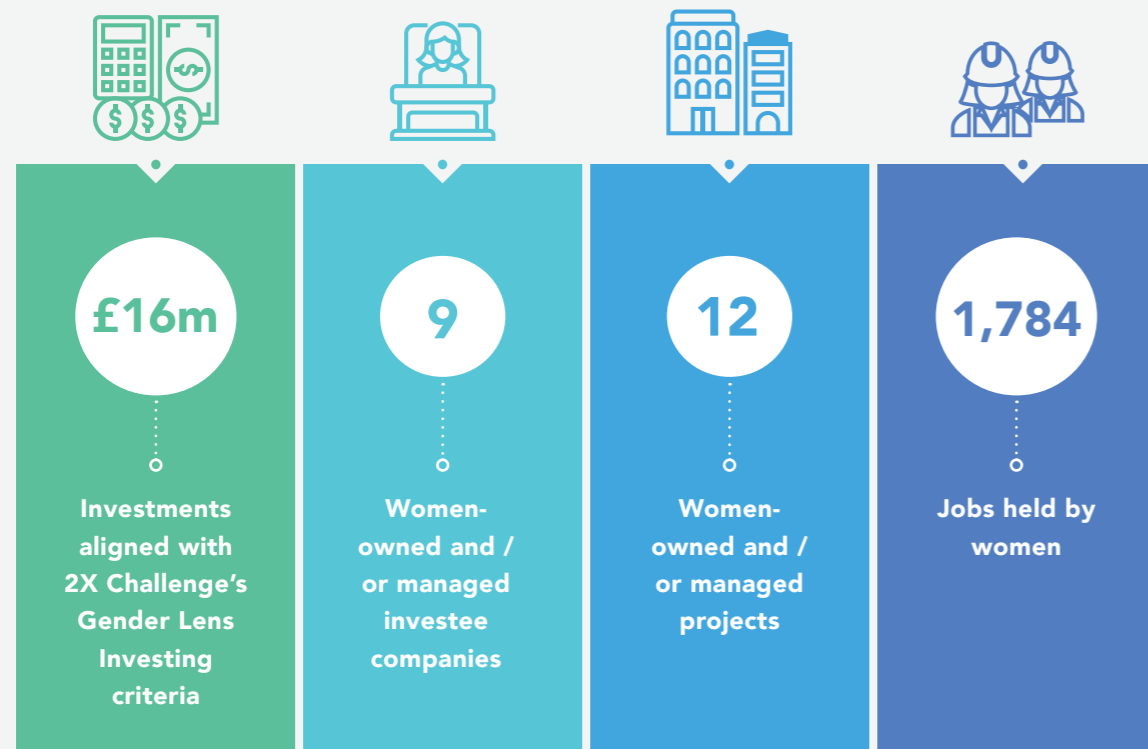 £16m
Investments
aligned with
2X Challenge's
Gender Lens
Investing
criteria
9
Women-
owned and /
or managed
investee
companies
12
Women-
owned and /
or managed
projects
1,784
Jobs held by
women